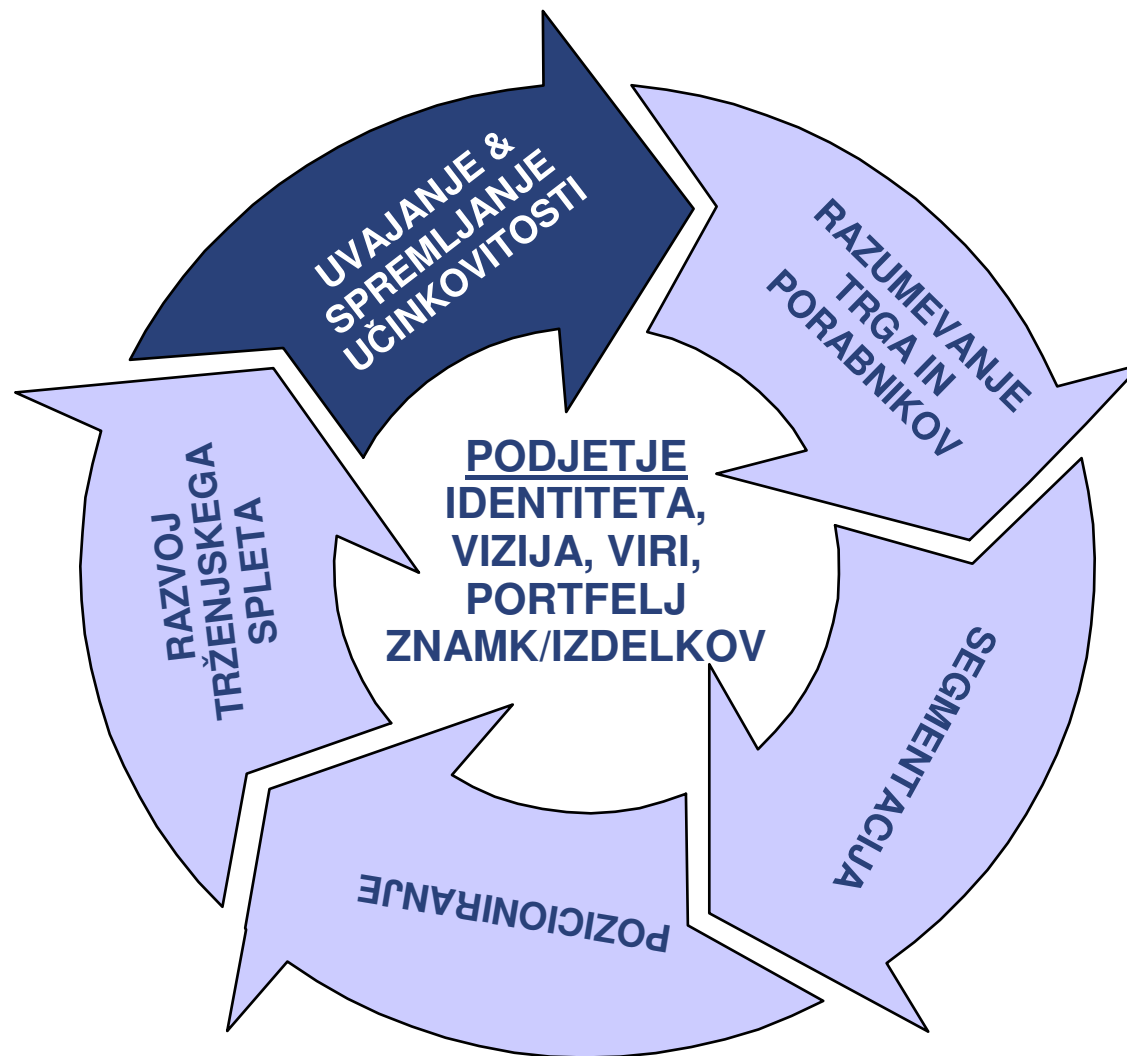 UVAJANJE &
SPREMLJANJE
UČINKOVITOSTI
RAZUMEVANJE
TRGA IN
PORABNIKOV
SEGMENTACIJA
POZICIONIRANJE
RAZVOJ
TRŽENJSKEGA
SPLETA
PODJETJE
IDENTITETA,
VIZIJA, VIRI,
PORTFELJ
ZNAMK/IZDELKOV